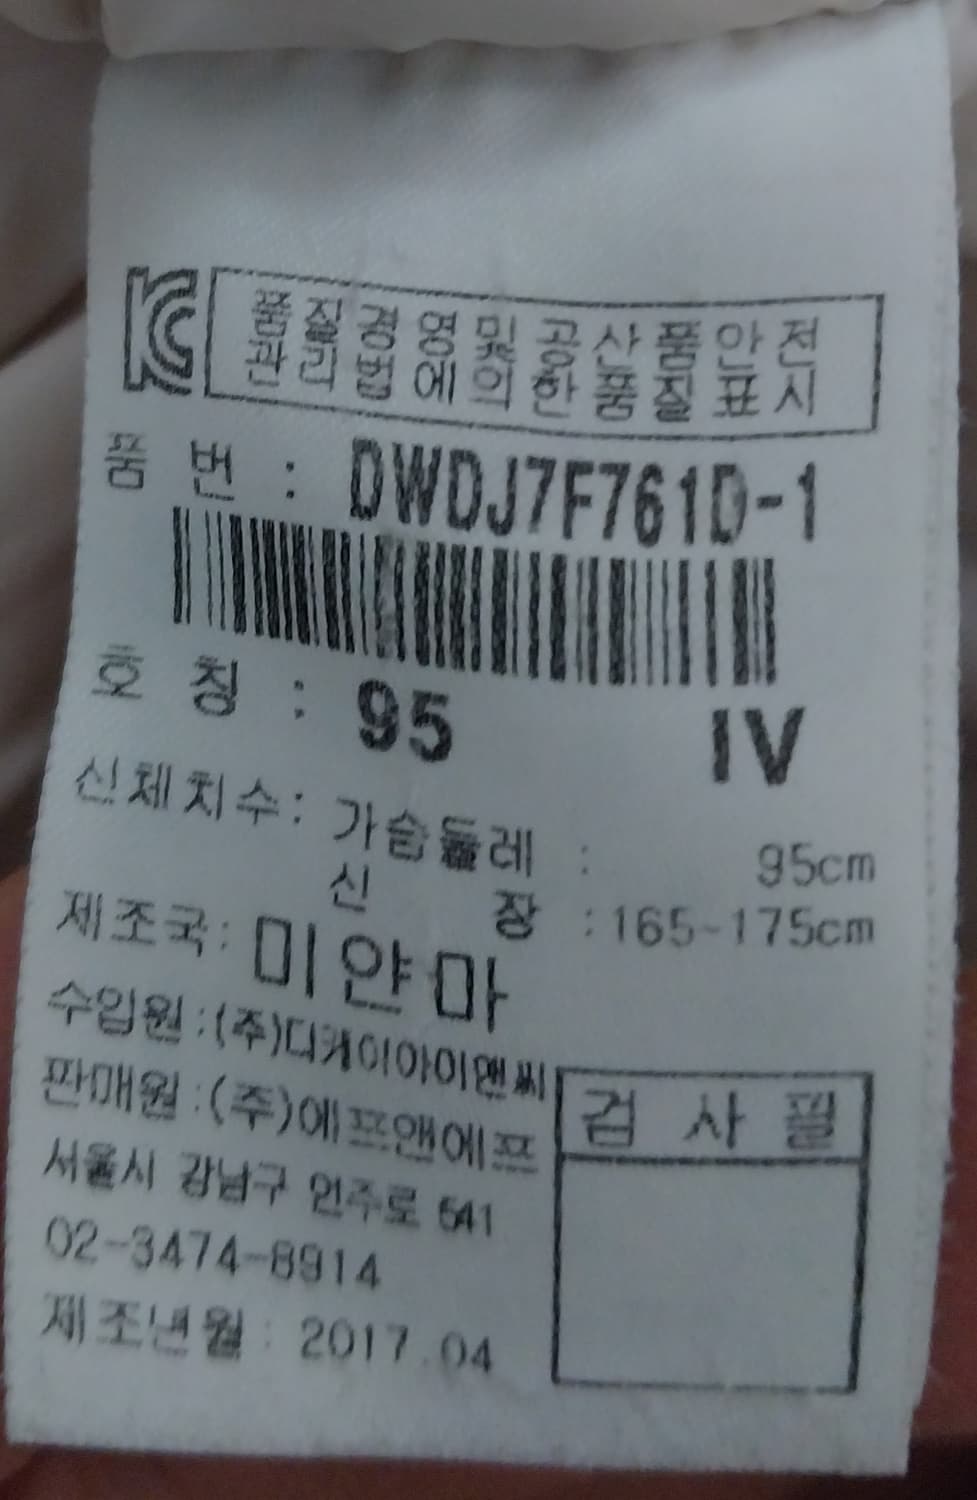 KC
품질경영 및 공산품안전
관리법에 의한 품질표시
품 번 : DWDJ7F761D-1
호 칭 : 95 IV
신체치수: 가슴둘레 : 95cm
신 장 : 165-175cm
제조국: 미얀마
수입원 : (주)디케이아이앤씨
판매원 : (주)에프앤에프
서울시 강남구 언주로 541
02-3474-8914
제조년월 : 2017.04
검 사 필